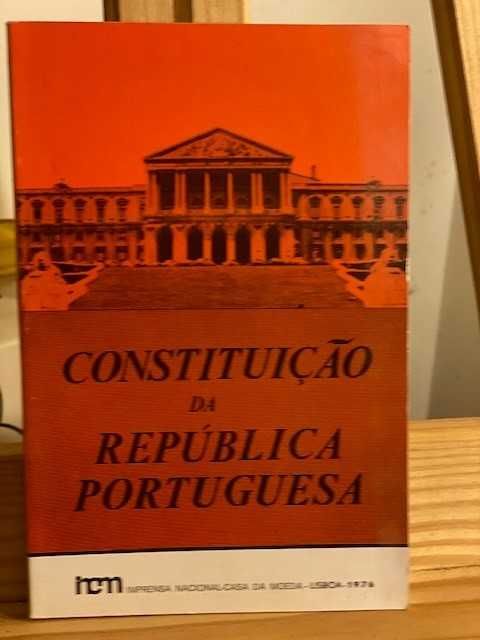 CONSTITUIÇÃO
DA
REPÚBLICA
PORTUGUESA
incm IMPRENSA NACIONAL-CASA DA MOEDA-LISBOA-1976